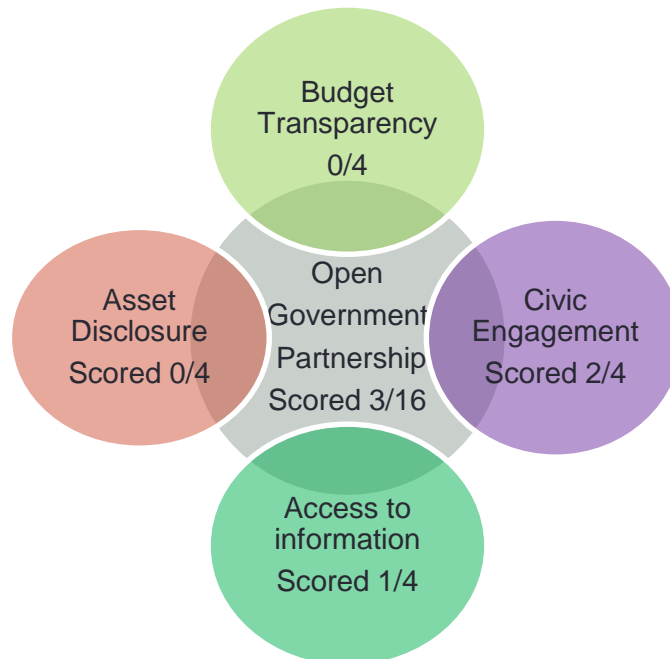 Budget
Transparency
0/4
Asset
Disclosure
Scored 0/4
Open
Government
Partnership
Scored 3/16
Civic
Engagement
Scored 2/4
Access to
information
Scored 1/4